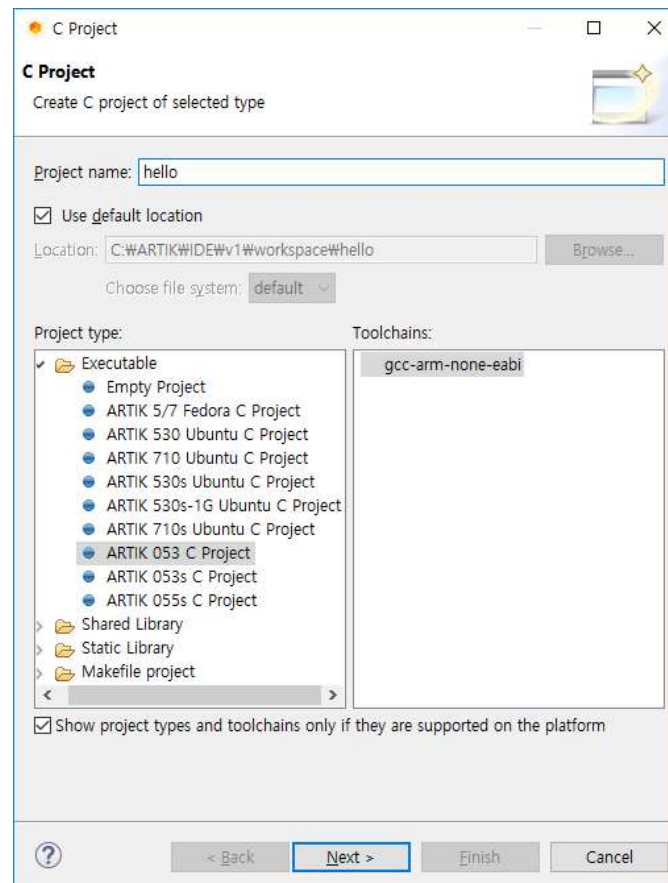 C Project
C Project
Create C project of selected type
Project name: hello
Use default location
Location: C:₩ARTIK₩IDE₩v1₩workspace₩hello Browse...
Choose file system: default
Project type: Toolchains:
Executable gcc-arm-none-eabi
Empty Project
ARTIK 5/7 Fedora C Project
ARTIK 530 Ubuntu C Project
ARTIK 710 Ubuntu C Project
ARTIK 530s Ubuntu C Project
ARTIK 530s-1G Ubuntu C Project
ARTIK 710s Ubuntu C Project
ARTIK 053 C Project
ARTIK 053s C Project
ARTIK 055s C Project
Shared Library
Static Library
Makefile project
Show project types and toolchains only if they are supported on the platform
? < Back Next > Finish Cancel